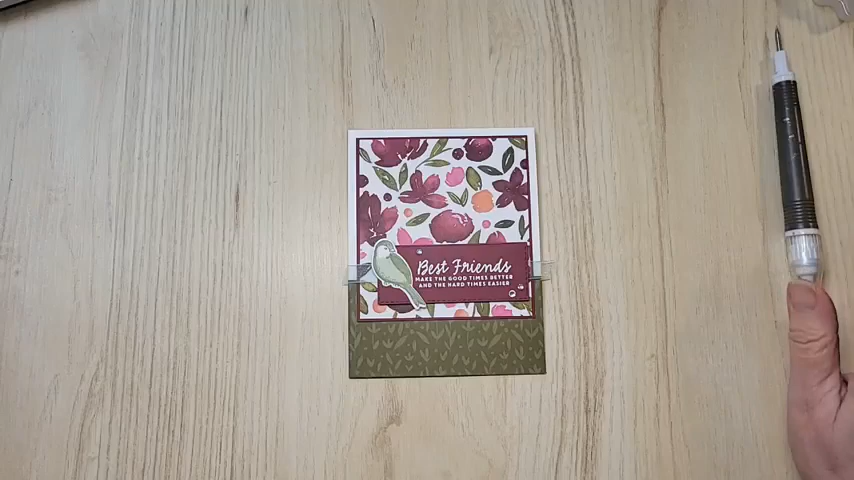 Best Friends
MAKE THE GOOD TIMES BETTER
AND THE HARD TIMES EASIER